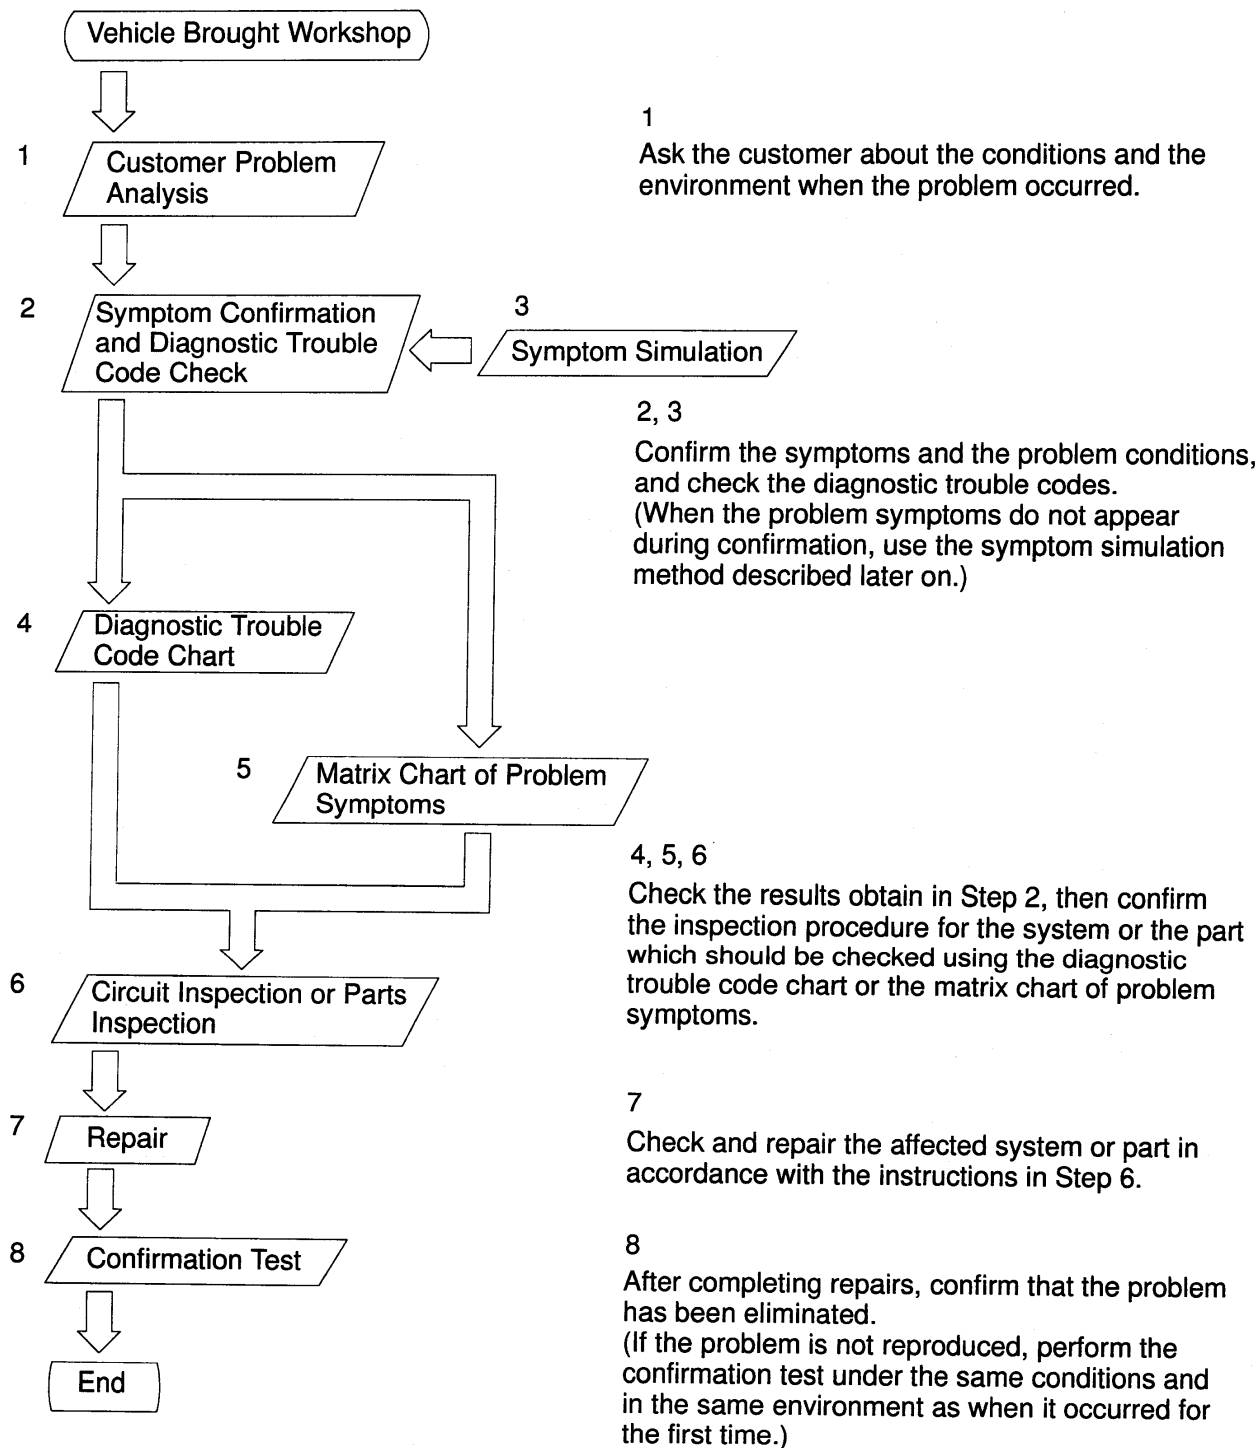 Vehicle Brought Workshop
1
Customer Problem
Analysis
1
Ask the customer about the conditions and the
environment when the problem occurred.
2
Symptom Confirmation
and Diagnostic Trouble
Code Check
3
Symptom Simulation
2, 3
Confirm the symptoms and the problem conditions,
and check the diagnostic trouble codes.
(When the problem symptoms do not appear
during confirmation, use the symptom simulation
method described later on.)
4
Diagnostic Trouble
Code Chart
5
Matrix Chart of Problem
Symptoms
4, 5, 6
Check the results obtain in Step 2, then confirm
the inspection procedure for the system or the part
which should be checked using the diagnostic
trouble code chart or the matrix chart of problem
symptoms.
6
Circuit Inspection or Parts
Inspection
7
Repair
7
Check and repair the affected system or part in
accordance with the instructions in Step 6.
8
Confirmation Test
8
After completing repairs, confirm that the problem
has been eliminated.
(If the problem is not reproduced, perform the
confirmation test under the same conditions and
in the same environment as when it occurred for
the first time.)
End